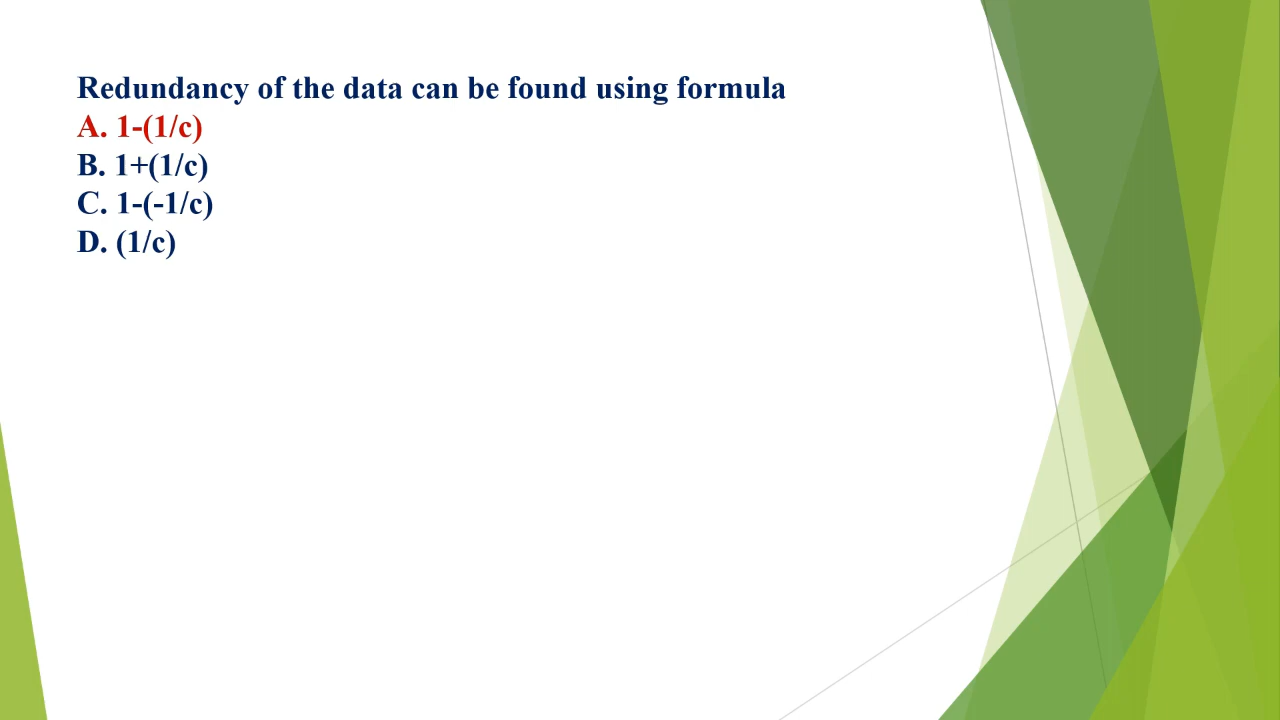 Redundancy of the data can be found using formula
A. 1-(1/c)
B. 1+(1/c)
C. 1-(-1/c)
D. (1/c)